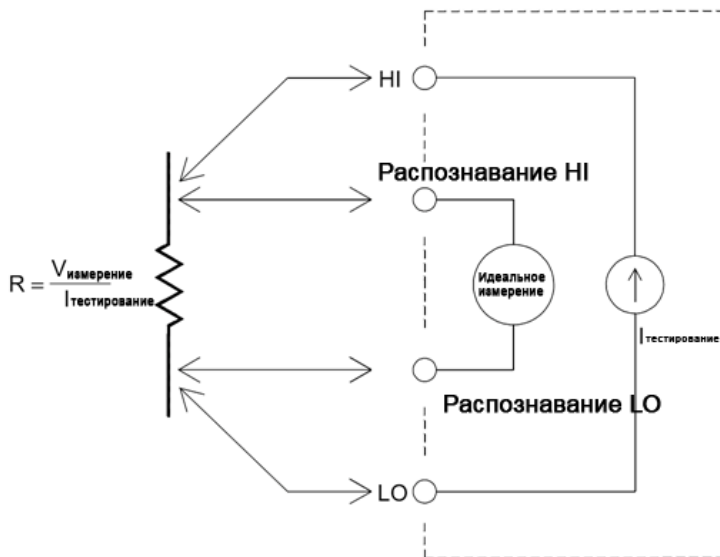 HI
Распознавание HI
R = Vизмерение / Iтестирование
Идеальное
измерение
Iтестирование
Распознавание LO
LO